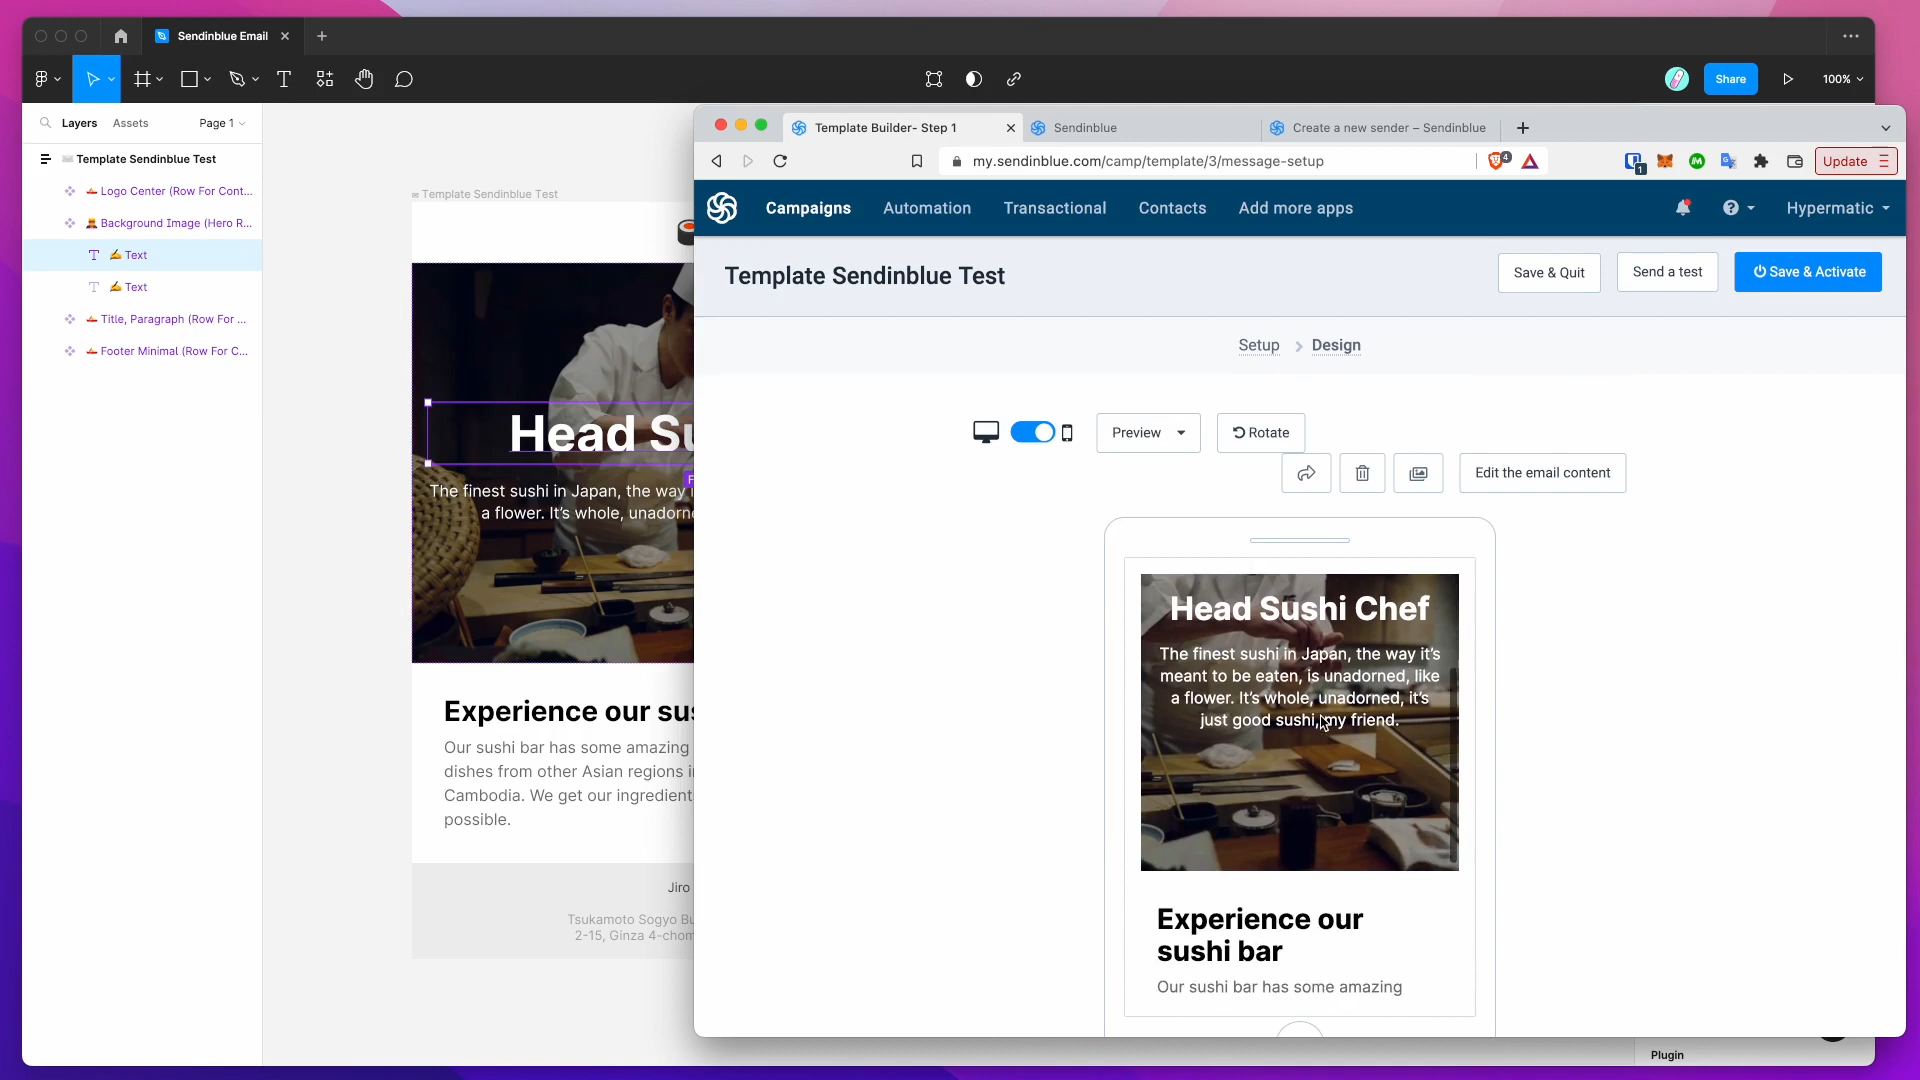 Sendinblue Email
Share
100%
Layers
Assets
Page 1
Template Sendinblue Test
Logo Center (Row For Cont...
Background Image (Hero R...
Text
Text
Title, Paragraph (Row For ...
Footer Minimal (Row For C...
Template Sendinblue Test
Head Su
The finest sushi in Japan, the way i
a flower. It's whole, unadorne
Experience our sus
Our sushi bar has some amazing
dishes from other Asian regions i
Cambodia. We get our ingredient
possible.
Jiro
Tsukamoto Sogyo Bu
2-15, Ginza 4-chom
Template Builder- Step 1
Sendinblue
Create a new sender – Sendinblue
my.sendinblue.com/camp/template/3/message-setup
4
1
Update
Campaigns
Automation
Transactional
Contacts
Add more apps
Hypermatic
Template Sendinblue Test
Save & Quit
Send a test
Save & Activate
Setup
Design
Preview
Rotate
Edit the email content
Head Sushi Chef
The finest sushi in Japan, the way it's
meant to be eaten, is unadorned, like
a flower. It's whole, unadorned, it's
just good sushi, my friend.
Experience our
sushi bar
Our sushi bar has some amazing
Plugin